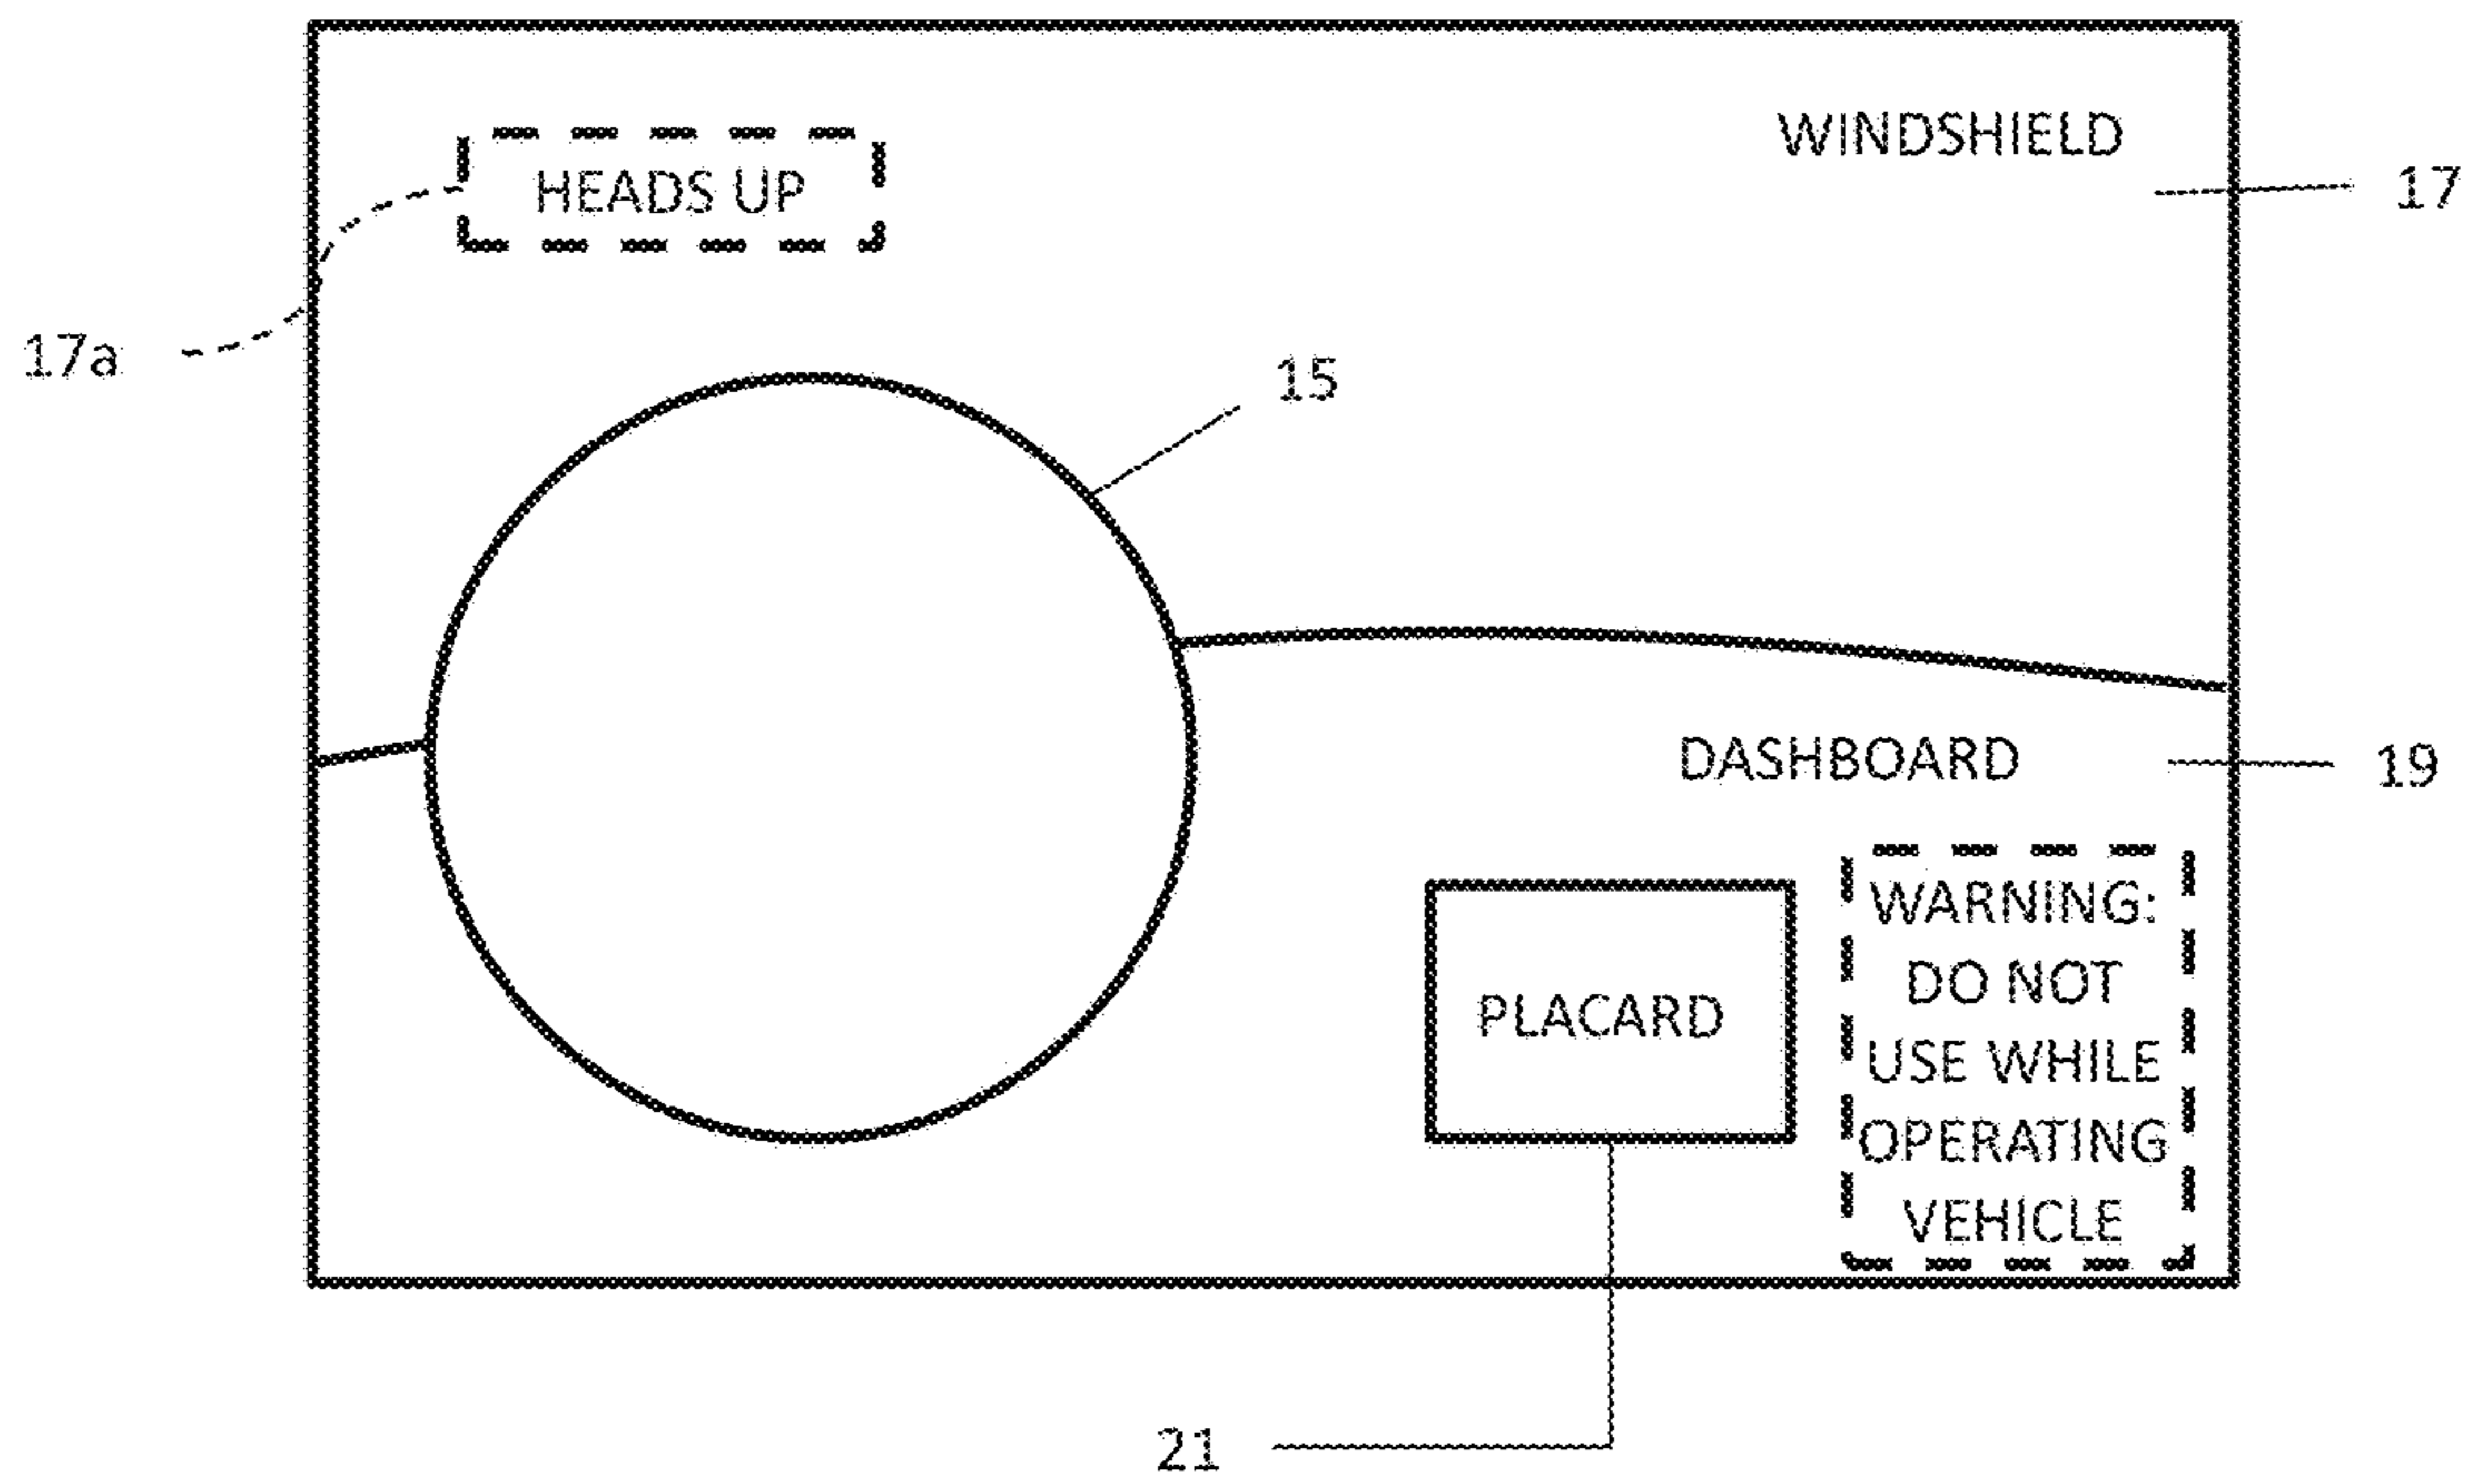 WINDSHIELD
HEADS UP
17
17a
15
DASHBOARD
19
WARNING:
DO NOT
USE WHILE
OPERATING
VEHICLE
PLACARD
21